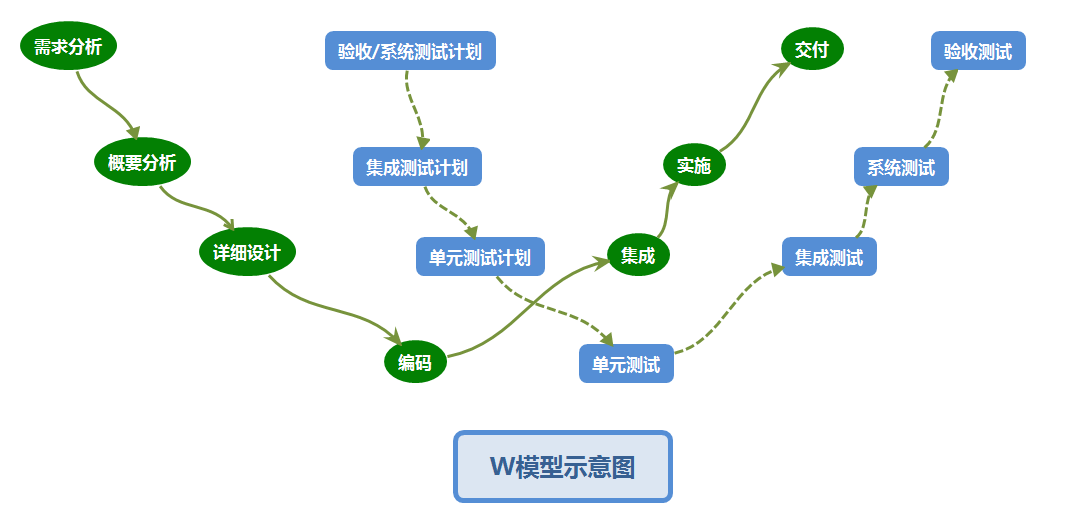 需求分析
验收/系统测试计划
交付
验收测试
概要分析
集成测试计划
实施
系统测试
详细设计
单元测试计划
集成
集成测试
编码
单元测试
W模型示意图